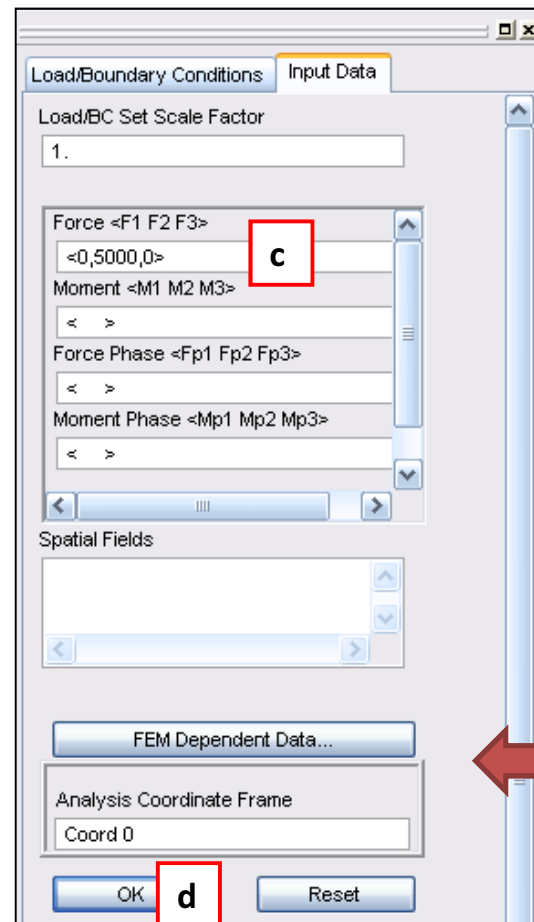 Load/Boundary Conditions Input Data
Load/BC Set Scale Factor
1.
Force <F1 F2 F3>
<0,5000,0> c
Moment <M1 M2 M3>
< >
Force Phase <Fp1 Fp2 Fp3>
< >
Moment Phase <Mp1 Mp2 Mp3>
< >
Spatial Fields
FEM Dependent Data...
Analysis Coordinate Frame
Coord 0
OK d Reset